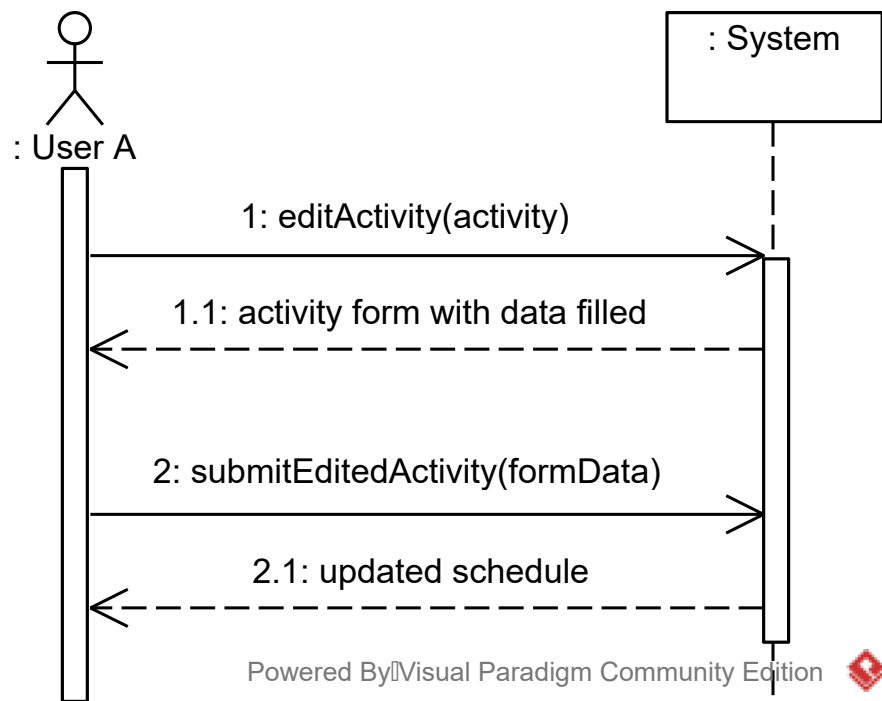 : System
: User A
1: editActivity(activity)
1.1: activity form with data filled
2: submitEditedActivity(formData)
2.1: updated schedule
Powered By Visual Paradigm Community Edition